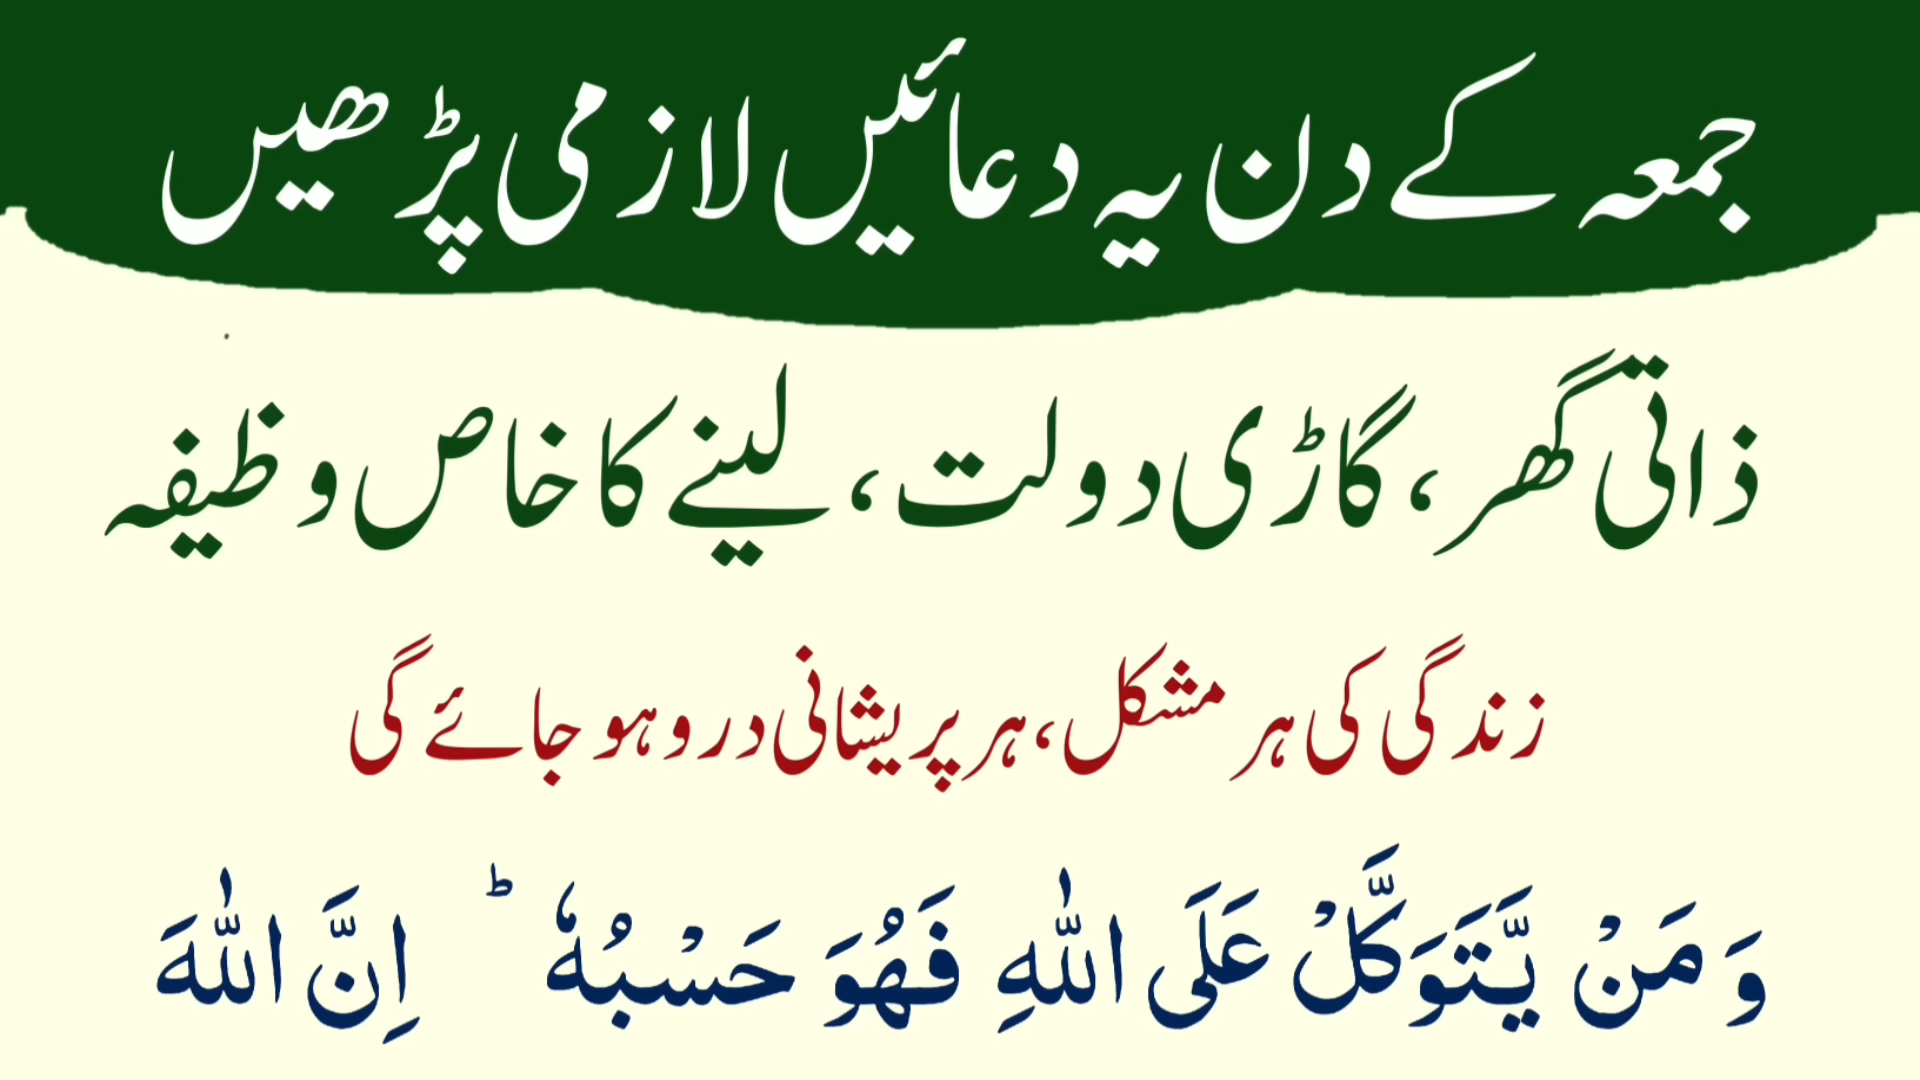 جمعہ کے دن یہ دعائیں لازمی پڑھیں
ذاتی گھر، گاڑی دولت، لینے کا خاص وظیفہ
زندگی کی ہر مشکل، ہر پریشانی درو ہو جائے گی
وَ مَنْ یَّتَوَكَّلْ عَلَى اللّٰهِ فَهُوَ حَسْبُهٗ ؕ اِنَّ اللّٰهَ